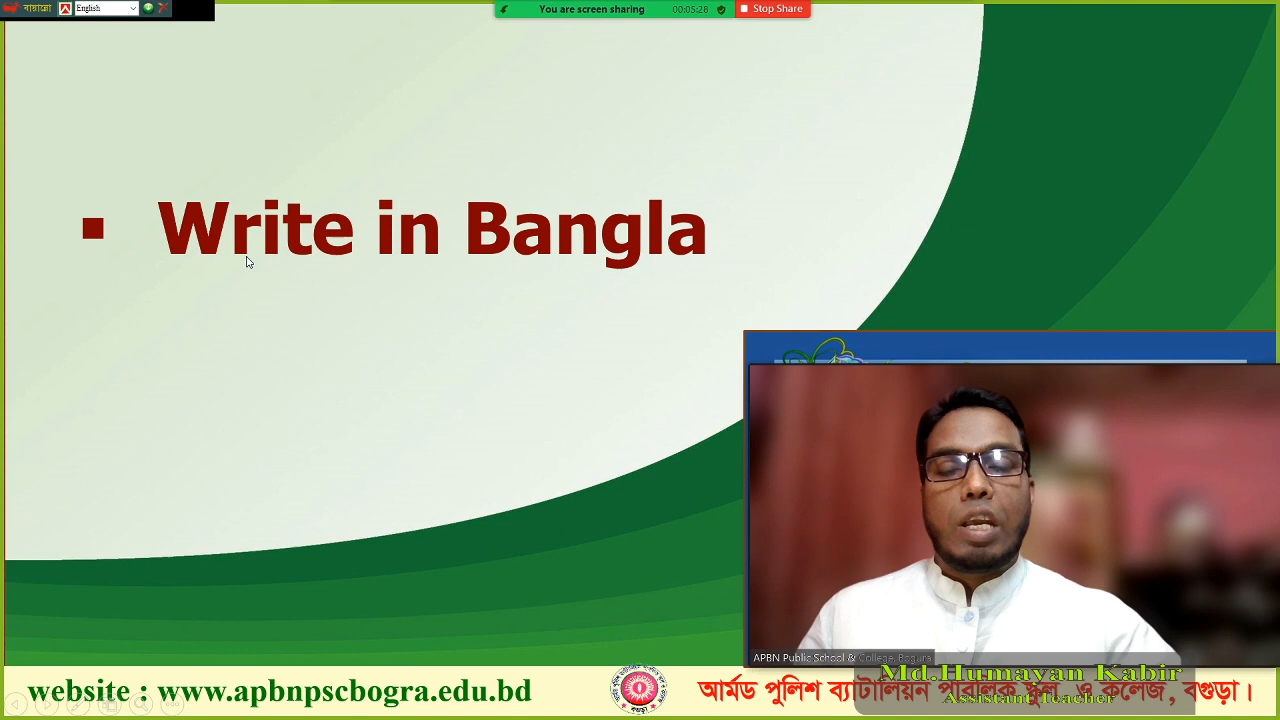 বায়ান্নো English
You are screen sharing 00:05:28 Stop Share
▪ Write in Bangla
APBN Public School & College, Bogura
Md.Humayan Kabir
Assistant Teacher
website : www.apbnpscbogra.edu.bd
আর্মড পুলিশ ব্যাটালিয়ন পাবলিক স্কুল ও কলেজ, বগুড়া।